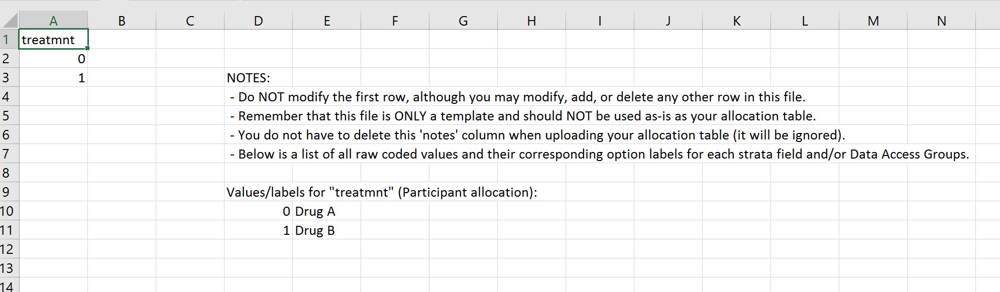 A B C D E F G H I J K L M N
1 treatmnt
2 0
3 1 NOTES:
4 - Do NOT modify the first row, although you may modify, add, or delete any other row in this file.
5 - Remember that this file is ONLY a template and should NOT be used as-is as your allocation table.
6 - You do not have to delete this 'notes' column when uploading your allocation table (it will be ignored).
7 - Below is a list of all raw coded values and their corresponding option labels for each strata field and/or Data Access Groups.
8
9 Values/labels for "treatmnt" (Participant allocation):
10 0 Drug A
11 1 Drug B
12
13
14